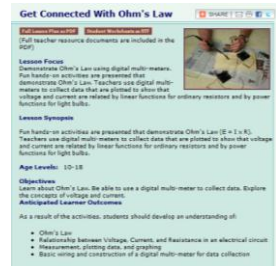 Get Connected With Ohm's Law
SHARE
Full Lesson Plan as PDF Student Worksheets as PDF
(Full teacher resource documents are included in the
PDF)
Lesson Focus
Demonstrate Ohm's Law using digital multi-meters.
Fun hands-on activities are presented that
demonstrate Ohm's Law. Teachers use digital multi-
meters to collect data that are plotted to show that
voltage and current are related by linear functions for ordinary resistors and by power
functions for light bulbs.
Lesson Synopsis
Fun hands-on activities are presented that demonstrate Ohm's Law (E = I x R).
Teachers use digital multi-meters to collect data that are plotted to show that voltage
and current are related by linear functions for ordinary resistors and by power
functions for light bulbs.
Age Levels: 10-18
Objectives
Learn about Ohm's Law. Be able to use a digital multi-meter to collect data. Explore
the concepts of voltage and current.
Anticipated Learner Outcomes
As a result of the activities, students should develop an understanding of:
• Ohm's Law
• Relationship between Voltage, Current, and Resistance in an electrical circuit
• Measurement, plotting data, and graphing
• Basic wiring and construction of a digital multi-meter for data collection